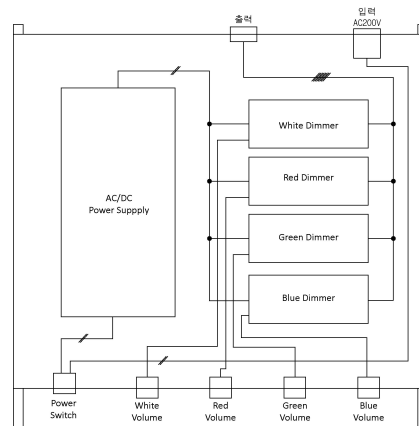 출력
입력
AC200V
White Dimmer
Red Dimmer
AC/DC
Power Suppply
Green Dimmer
Blue Dimmer
Power
Switch
White
Volume
Red
Volume
Green
Volume
Blue
Volume